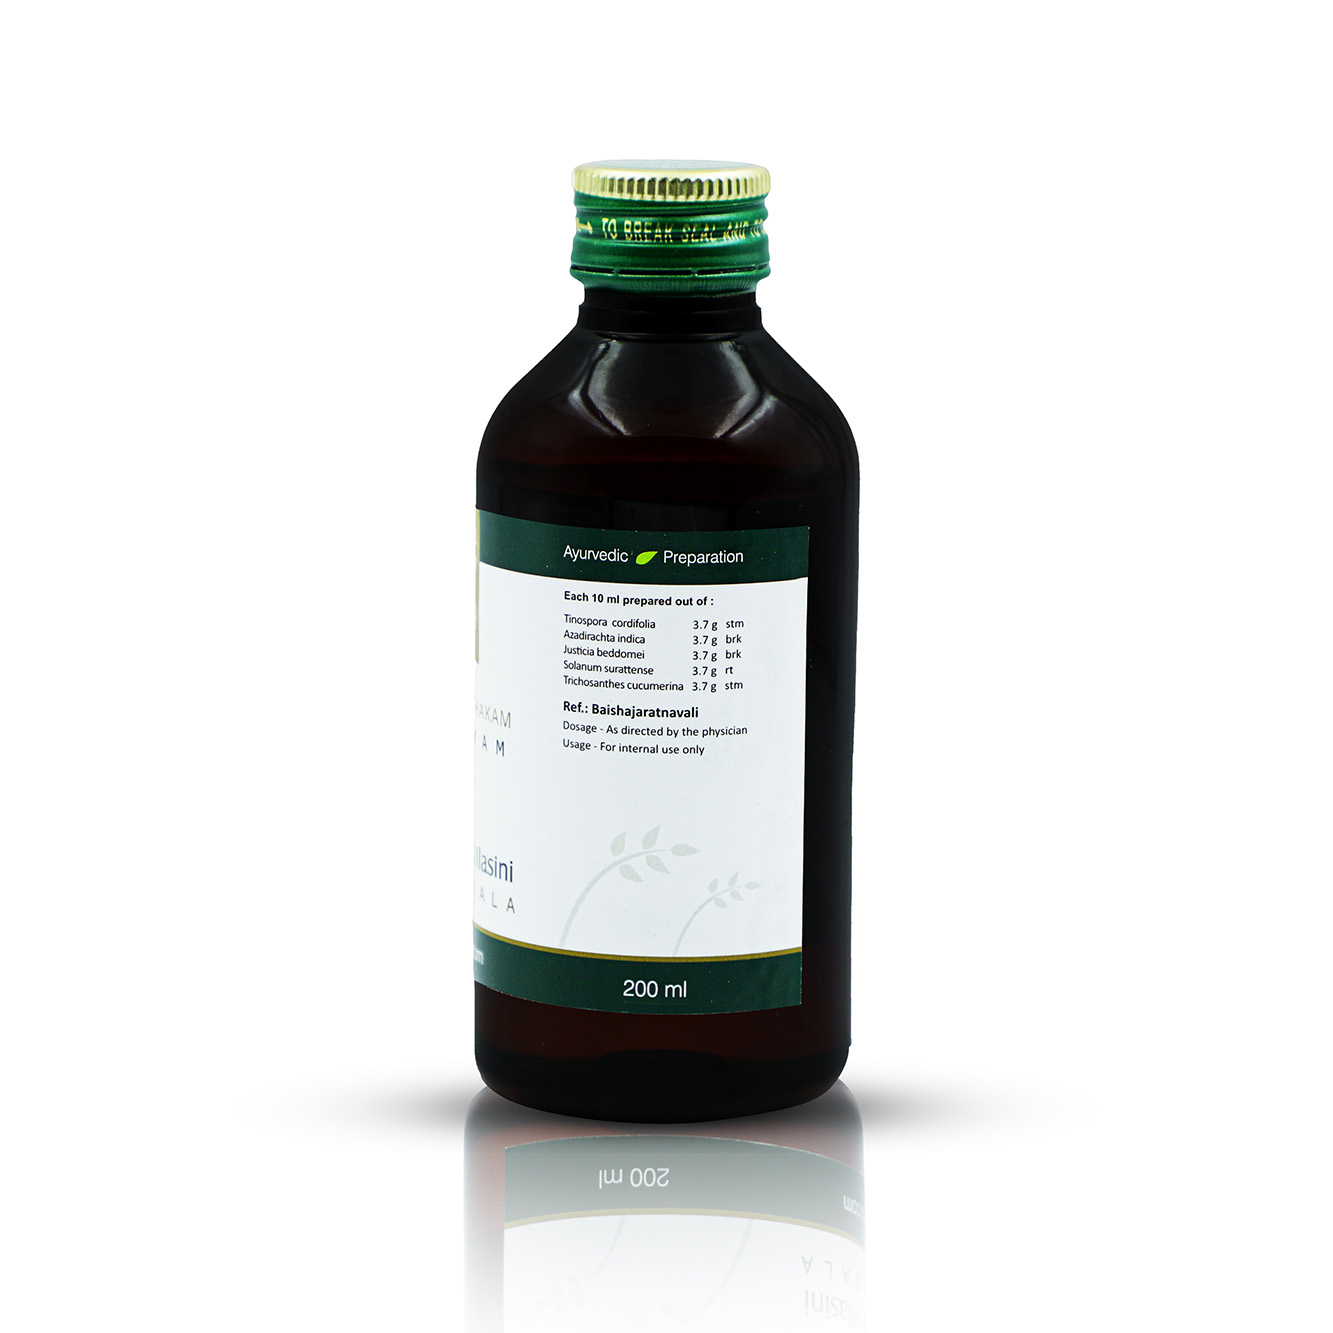 TO BREAK SEAL AND TO
Ayurvedic Preparation
Each 10 ml prepared out of :
Tinospora cordifolia 3.7 g stm
Azadirachta indica 3.7 g brk
Justicia beddomei 3.7 g brk
Solanum surattense 3.7 g rt
Trichosanthes cucumerina 3.7 g stm
Ref.: Baishajaratnavali
Dosage - As directed by the physician
Usage - For internal use only
200 ml